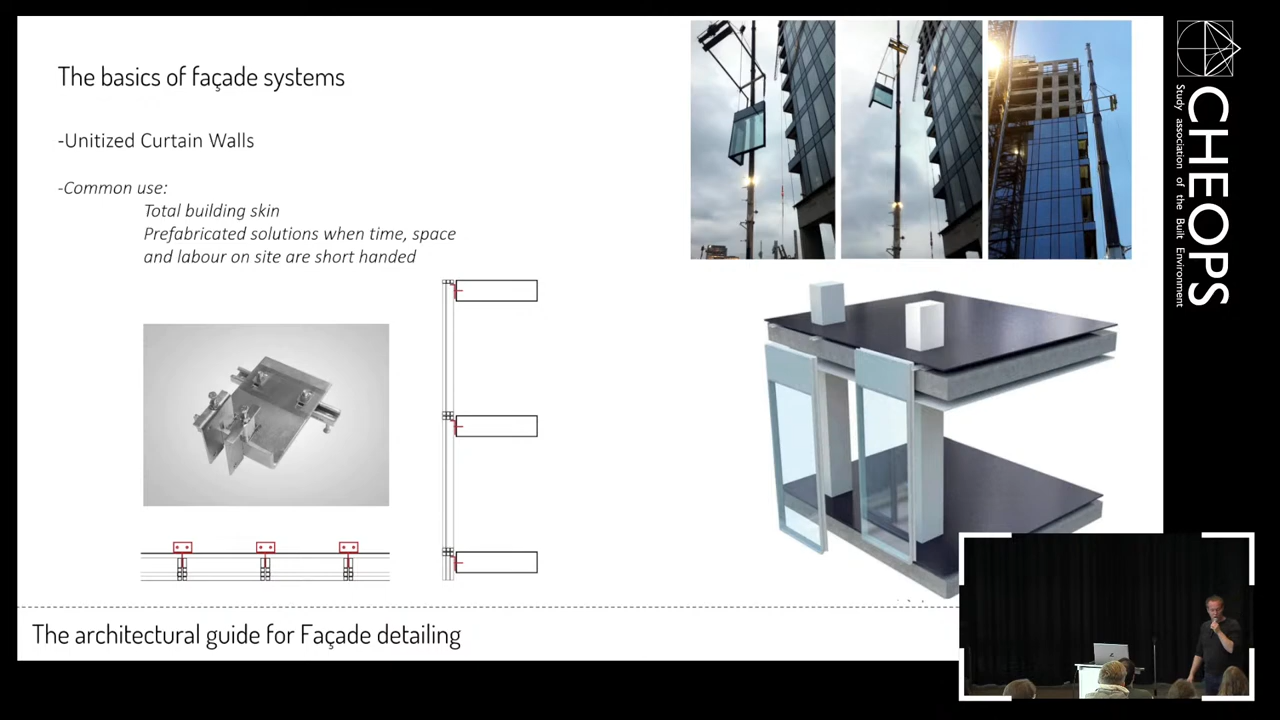 The basics of façade systems
-Unitized Curtain Walls
-Common use:
Total building skin
Prefabricated solutions when time, space
and labour on site are short handed
The architectural guide for Façade detailing
CHEOPS
Study association of the Built Environment